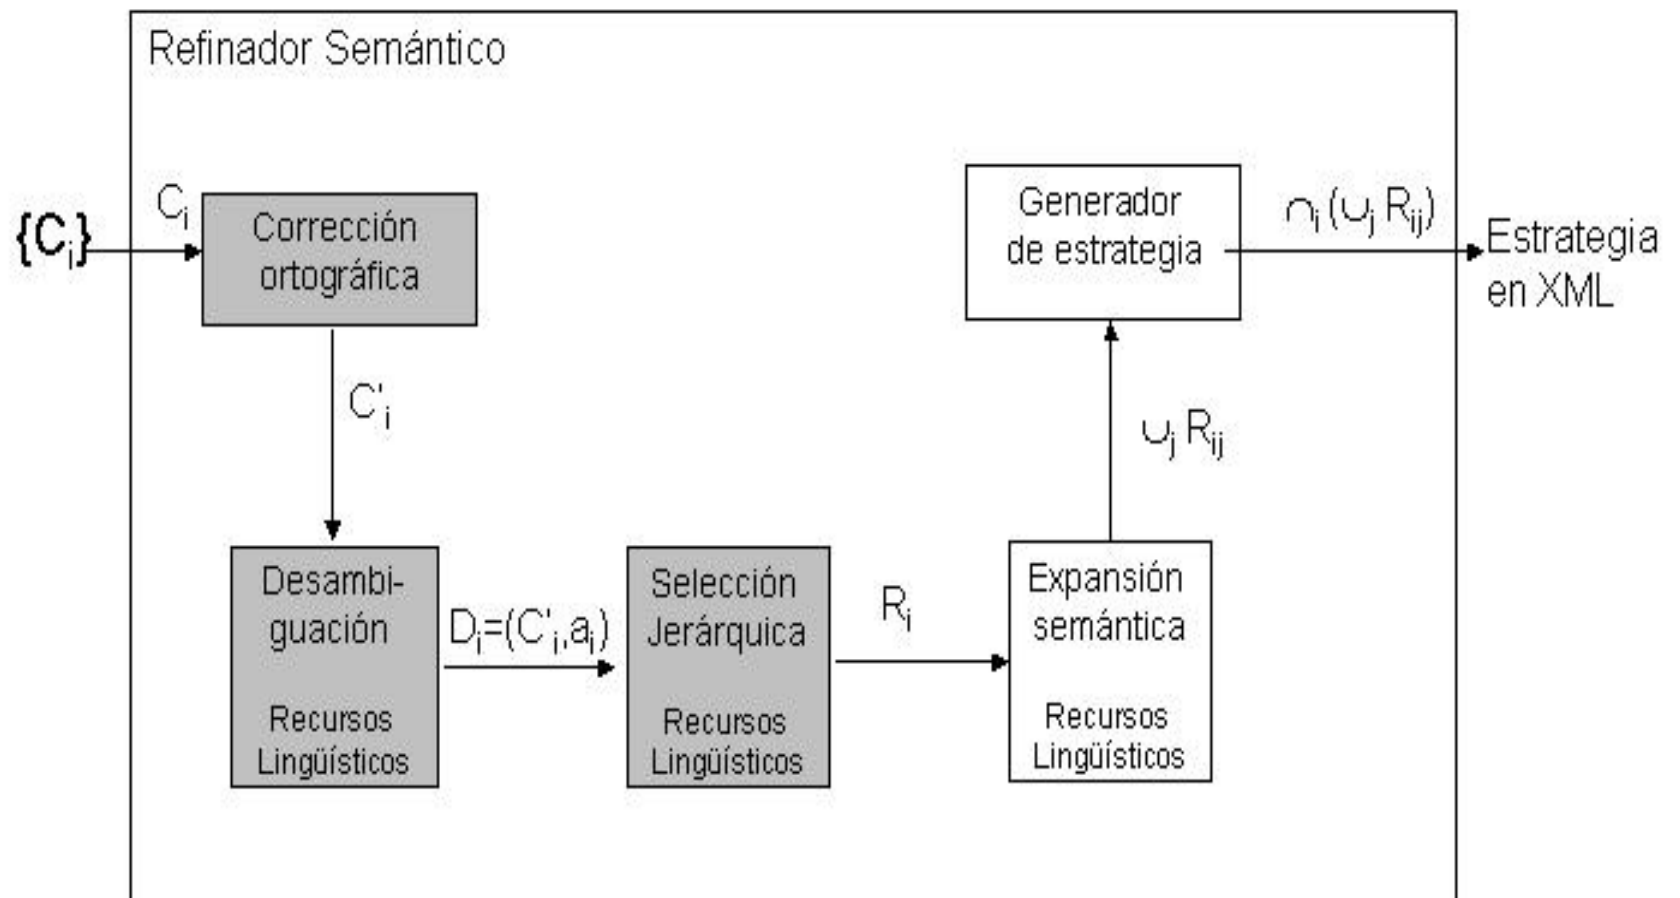 Refinador Semántico
{Cᵢ}
Cᵢ
Corrección
ortográfica
C'ᵢ
Desambi-
guación
Recursos
Lingüísticos
Dᵢ=(C'ᵢ,aᵢ)
Selección
Jerárquica
Recursos
Lingüísticos
Rᵢ
Expansión
semántica
Recursos
Lingüísticos
∪ⱼ Rᵢⱼ
Generador
de estrategia
∩ᵢ (∪ⱼ Rᵢⱼ)
Estrategia
en XML